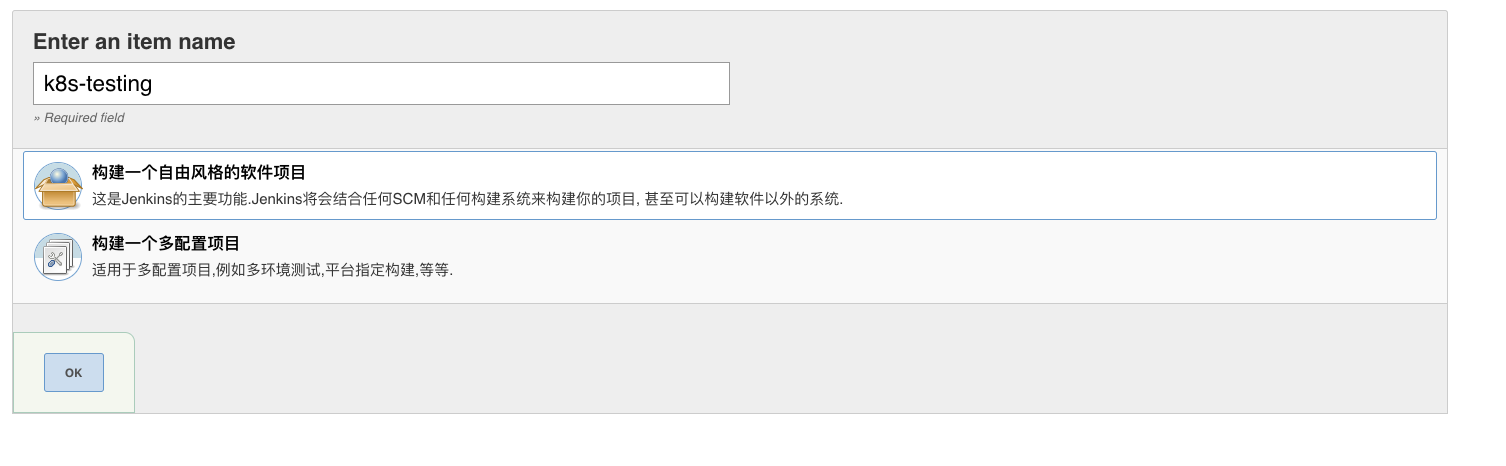 Enter an item name
k8s-testing
» Required field
构建一个自由风格的软件项目
这是Jenkins的主要功能.Jenkins将会结合任何SCM和任何构建系统来构建你的项目, 甚至可以构建软件以外的系统.
构建一个多配置项目
适用于多配置项目,例如多环境测试,平台指定构建,等等.
OK